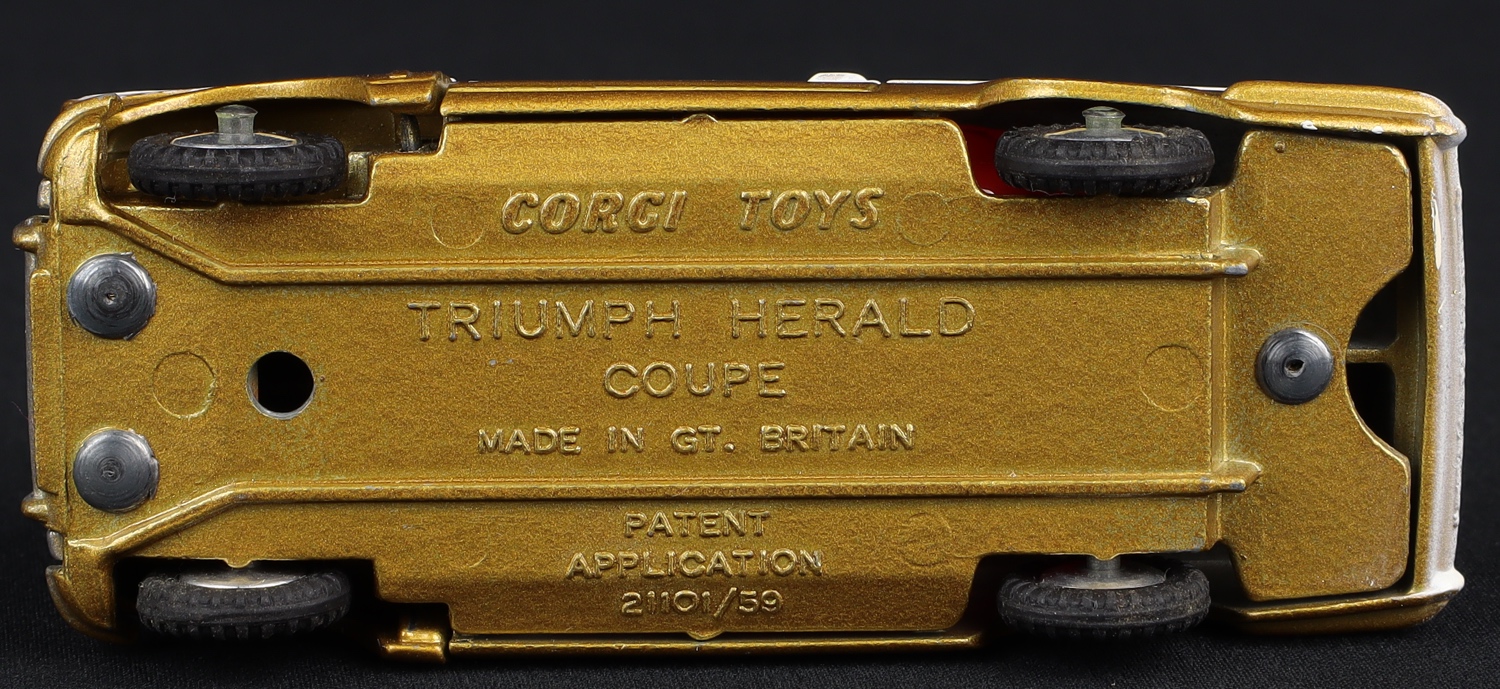 CORGI TOYS
TRIUMPH HERALD
COUPE
MADE IN GT. BRITAIN
PATENT
APPLICATION
21101/59